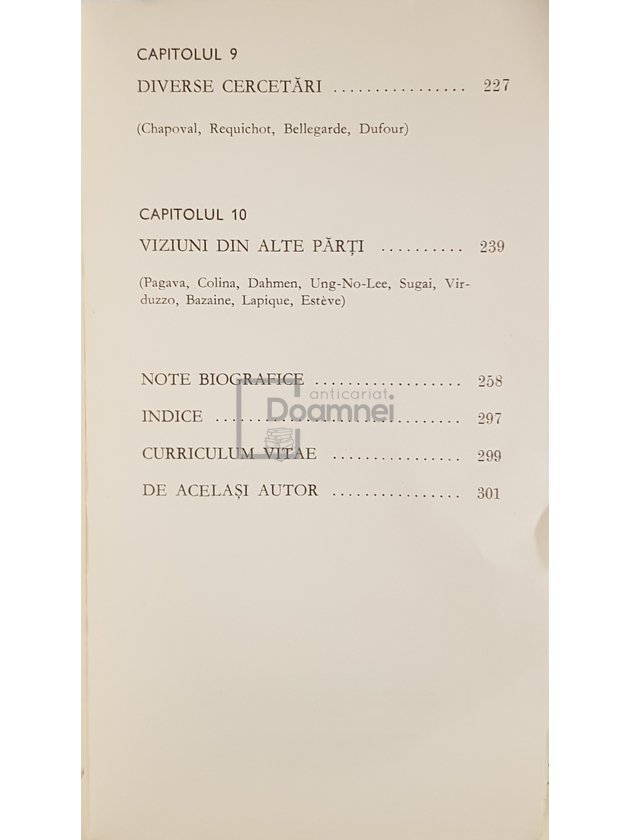 CAPITOLUL 9
DIVERSE CERCETĂRI ................ 227
(Chapoval, Requichot, Bellegarde, Dufour)
CAPITOLUL 10
VIZIUNI DIN ALTE PĂRȚI .......... 239
(Pagava, Colina, Dahmen, Ung-No-Lee, Sugai, Vir-
duzzo, Bazaine, Lapique, Estève)
NOTE BIOGRAFICE .................. 258
anticariat
INDICE .............................. 297
Doamnei
CURRICULUM VITAE ................ 299
DE ACELAȘI AUTOR ................ 301